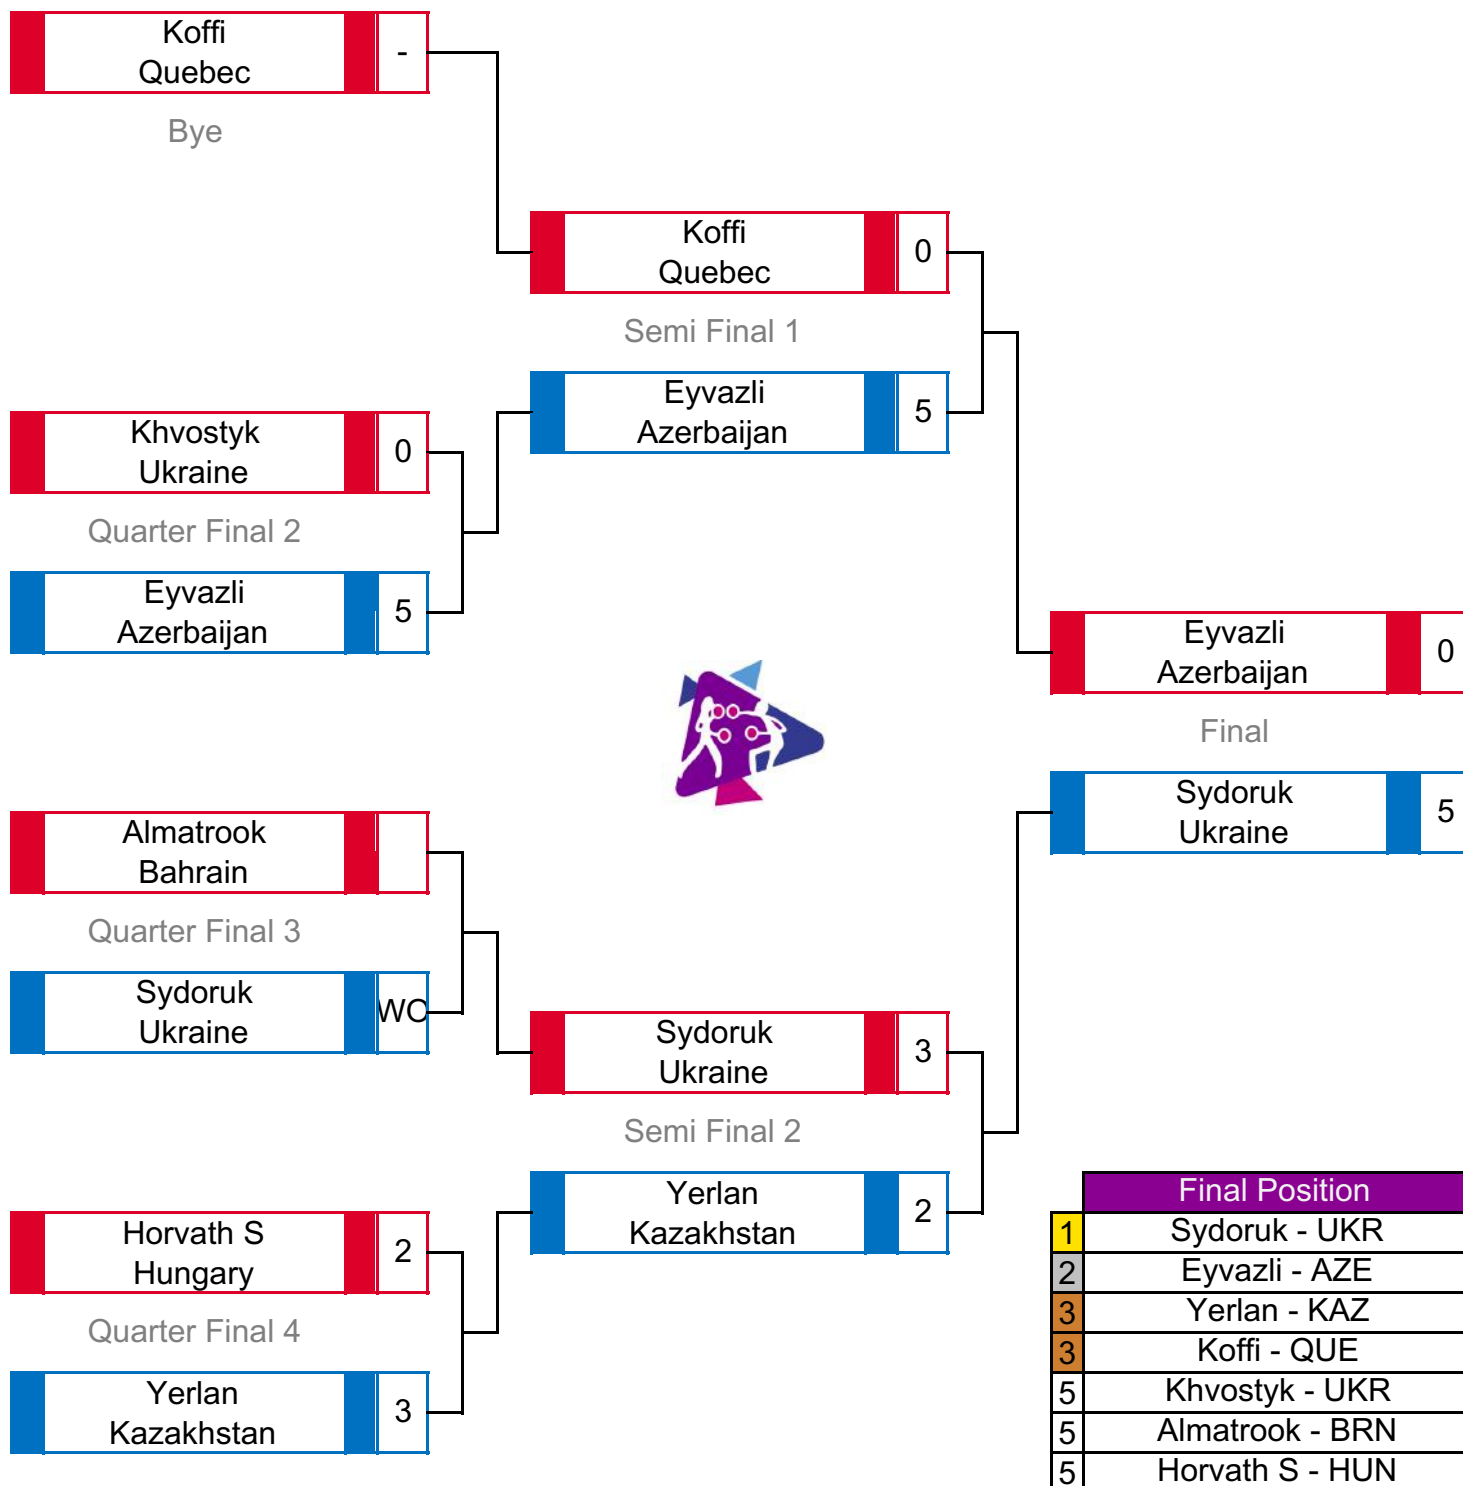 Koffi
Quebec
-
Bye
Koffi
Quebec
0
Semi Final 1
Eyvazli
Azerbaijan
5
Khvostyk
Ukraine
0
Quarter Final 2
Eyvazli
Azerbaijan
5
Eyvazli
Azerbaijan
0
Final
Sydoruk
Ukraine
5
Almatrook
Bahrain
Quarter Final 3
Sydoruk
Ukraine
WO
Sydoruk
Ukraine
3
Semi Final 2
Yerlan
Kazakhstan
2
Horvath S
Hungary
2
Quarter Final 4
Yerlan
Kazakhstan
3
Final Position
1 Sydoruk - UKR
2 Eyvazli - AZE
3 Yerlan - KAZ
3 Koffi - QUE
5 Khvostyk - UKR
5 Almatrook - BRN
5 Horvath S - HUN